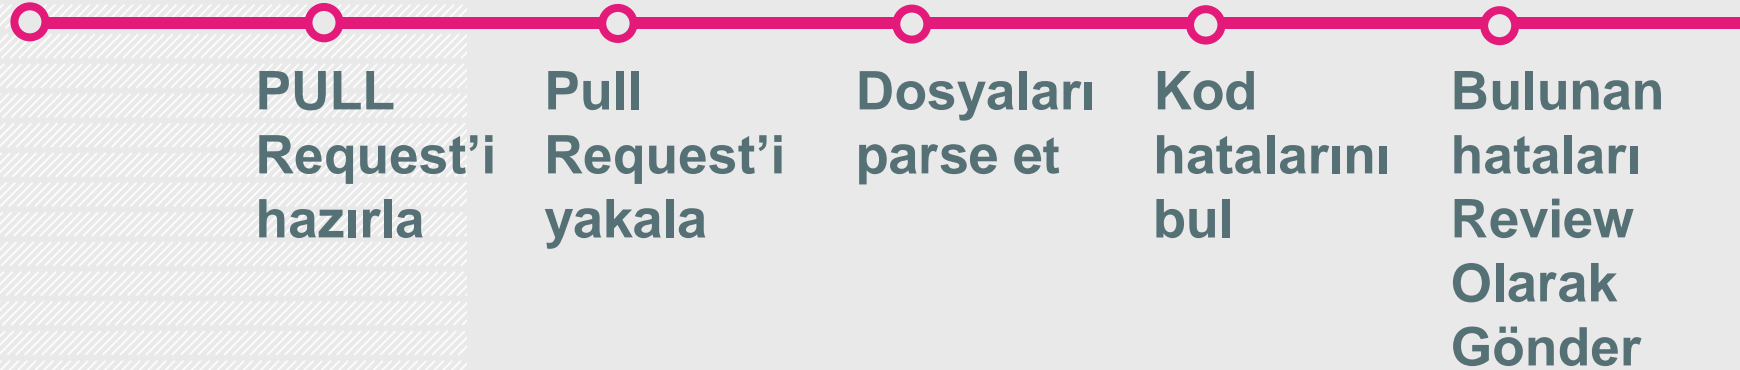 PULL
Request’i
hazırla
Pull
Request’i
yakala
Dosyaları
parse et
Kod
hatalarını
bul
Bulunan
hataları
Review
Olarak
Gönder